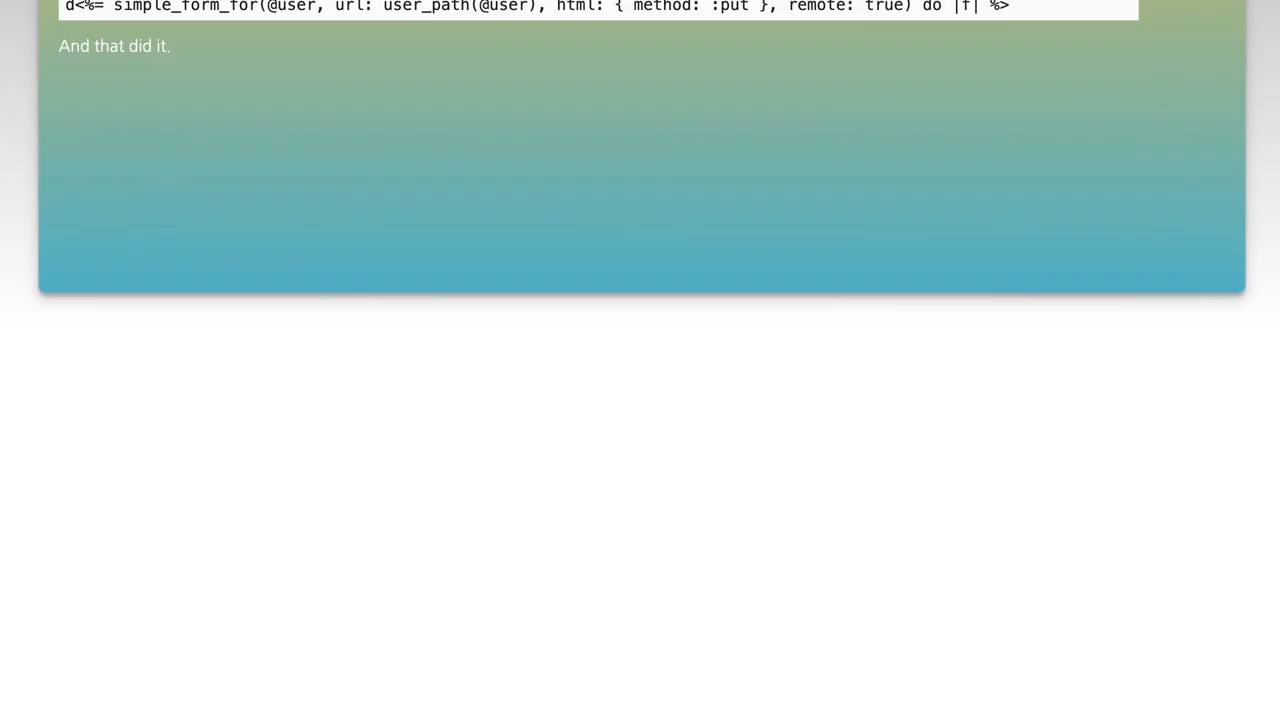 d<%= simple_form_for(@user, url: user_path(@user), html: { method: :put }, remote: true) do |f| %>
And that did it.